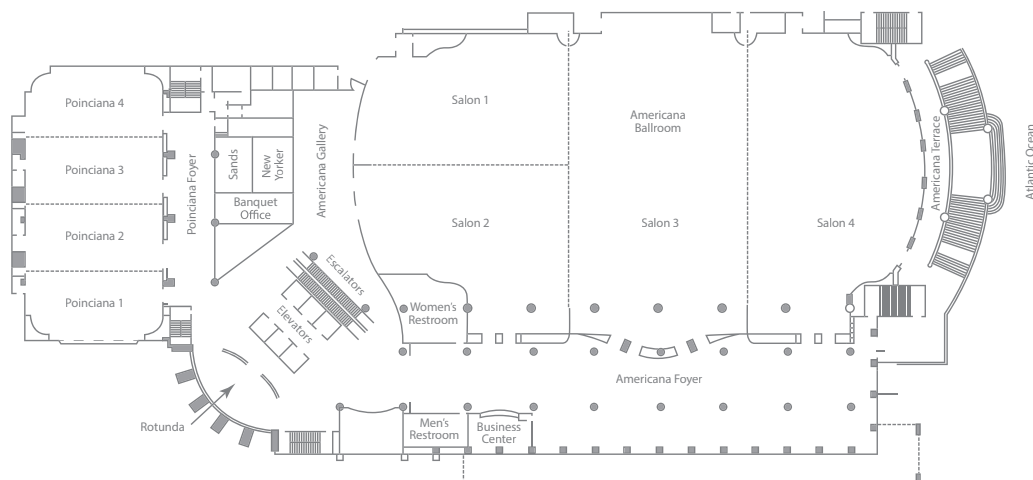 Poinciana 4
Poinciana 3
Poinciana 2
Poinciana 1
Poinciana Foyer
Sands
New
Yorker
Banquet
Office
Americana Gallery
Salon 1
Salon 2
Americana
Ballroom
Salon 3
Salon 4
Americana Terrace
Atlantic Ocean
Escalators
Elevators
Women's
Restroom
Americana Foyer
Rotunda
Men's
Restroom
Business
Center